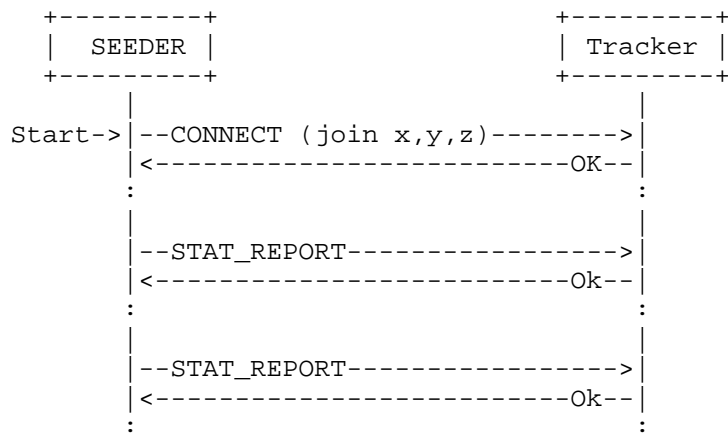 +---------+                      +---------+
|  SEEDER |                      | Tracker |
+---------+                      +---------+
     |                                |
Start->|--CONNECT (join x,y,z)-------->|
|<--------------------------OK--|
:                               :
|                               |
|--STAT_REPORT----------------->|
|<--------------------------Ok--|
:                               :
|                               |
|--STAT_REPORT----------------->|
|<--------------------------Ok--|
:                               :